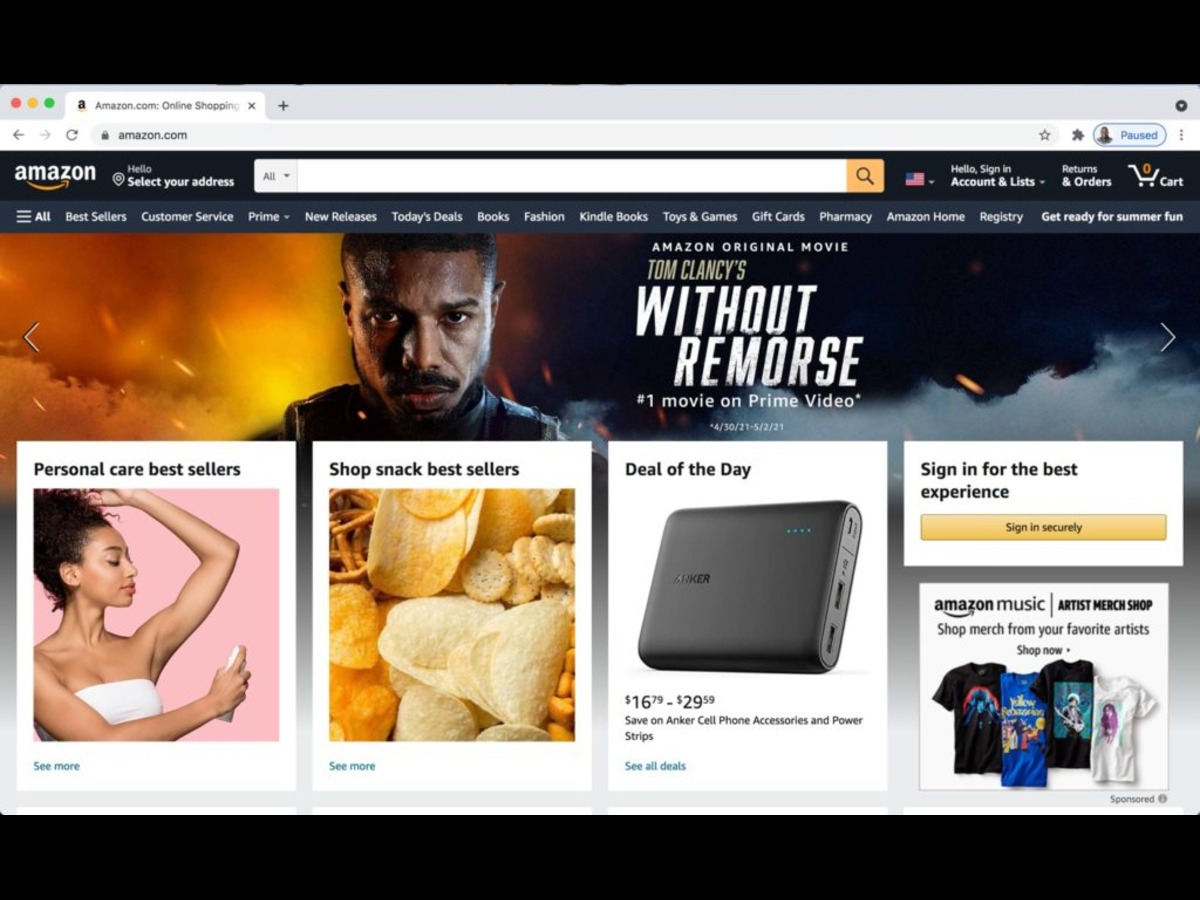 Amazon.com: Online Shopping
amazon.com
Paused
amazon
Hello
Select your address
All
Hello, Sign in
Account & Lists
Returns
& Orders
0
Cart
All
Best Sellers
Customer Service
Prime
New Releases
Today's Deals
Books
Fashion
Kindle Books
Toys & Games
Gift Cards
Pharmacy
Amazon Home
Registry
Get ready for summer fun
AMAZON ORIGINAL MOVIE
TOM CLANCY'S
WITHOUT
REMORSE
#1 movie on Prime Video*
*4/30/21-5/2/21
Personal care best sellers
See more
Shop snack best sellers
See more
Deal of the Day
ANKER
$16.79 - $29.59
Save on Anker Cell Phone Accessories and Power
Strips
See all deals
Sign in for the best
experience
Sign in securely
amazon music | ARTIST MERCH SHOP
Shop merch from your favorite artists
Shop now
Yellow
Submarine
Sponsored